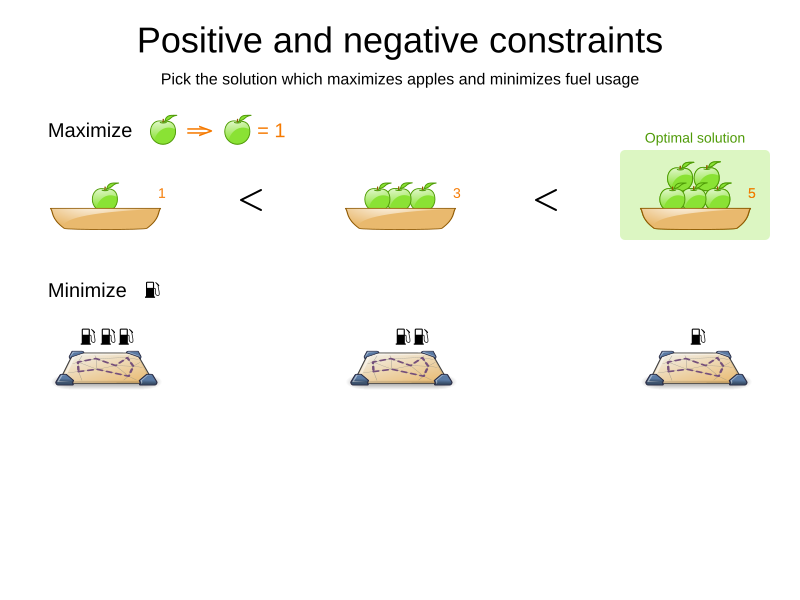 Positive and negative constraints
Pick the solution which maximizes apples and minimizes fuel usage
Maximize = 1
Optimal solution
1 < 3 < 5
Minimize